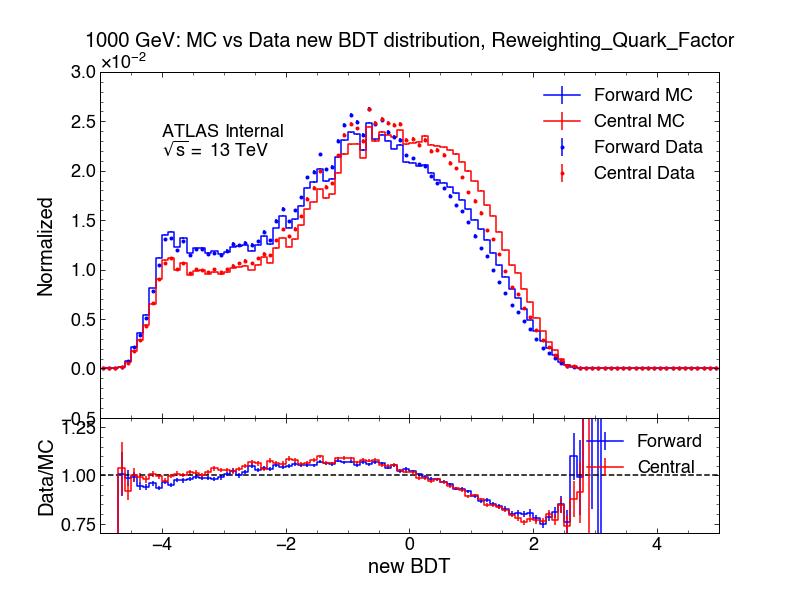 1000 GeV: MC vs Data new BDT distribution, Reweighting_Quark_Factor
×10⁻²
3.0
2.5
2.0
1.5
1.0
0.5
0.0
−0.5
Normalized
ATLAS Internal
√s = 13 TeV
Forward MC
Central MC
Forward Data
Central Data
1.25
1.00
0.75
Data/MC
Forward
Central
−4 −2 0 2 4
new BDT